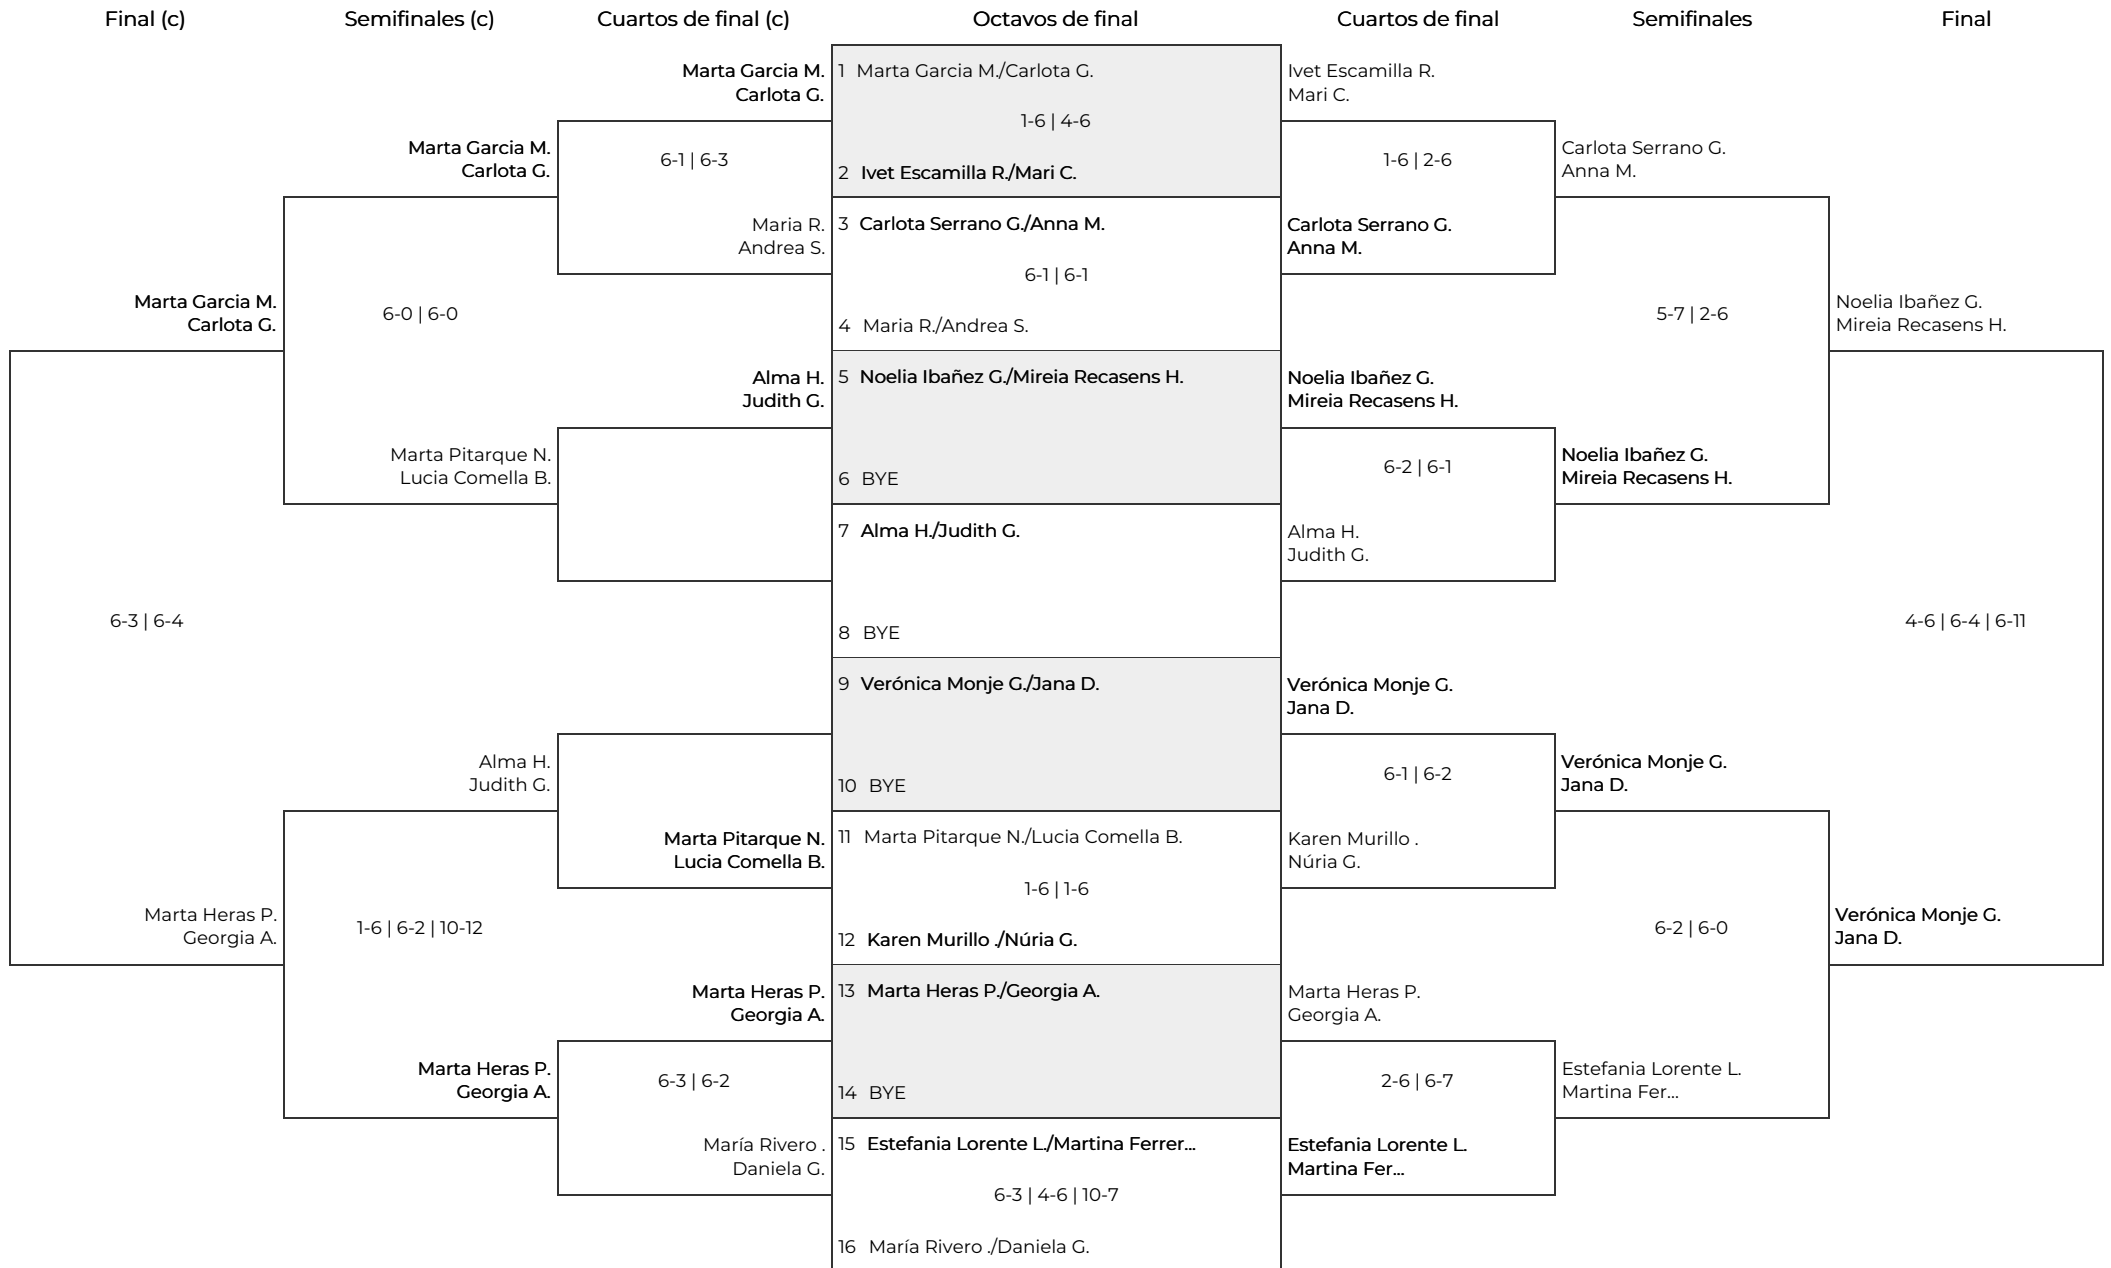 Final (c)
Semifinales (c)
Cuartos de final (c)
Octavos de final
Cuartos de final
Semifinales
Final
Marta Garcia M.
Carlota G.
6-3 | 6-4
Marta Heras P.
Georgia A.
Marta Garcia M.
Carlota G.
6-0 | 6-0
Marta Pitarque N.
Lucia Comella B.
Alma H.
Judith G.
1-6 | 6-2 | 10-12
Marta Heras P.
Georgia A.
Marta Garcia M.
Carlota G.
6-1 | 6-3
Maria R.
Andrea S.
Alma H.
Judith G.
Marta Pitarque N.
Lucia Comella B.
Marta Heras P.
Georgia A.
6-3 | 6-2
María Rivero .
Daniela G.
1 Marta Garcia M./Carlota G.
1-6 | 4-6
2 Ivet Escamilla R./Mari C.
3 Carlota Serrano G./Anna M.
6-1 | 6-1
4 Maria R./Andrea S.
5 Noelia Ibañez G./Mireia Recasens H.
6 BYE
7 Alma H./Judith G.
8 BYE
9 Verónica Monje G./Jana D.
10 BYE
11 Marta Pitarque N./Lucia Comella B.
1-6 | 1-6
12 Karen Murillo ./Núria G.
13 Marta Heras P./Georgia A.
14 BYE
15 Estefania Lorente L./Martina Ferrer...
6-3 | 4-6 | 10-7
16 María Rivero ./Daniela G.
Ivet Escamilla R.
Mari C.
1-6 | 2-6
Carlota Serrano G.
Anna M.
Noelia Ibañez G.
Mireia Recasens H.
6-2 | 6-1
Alma H.
Judith G.
Verónica Monje G.
Jana D.
6-1 | 6-2
Karen Murillo .
Núria G.
Marta Heras P.
Georgia A.
2-6 | 6-7
Estefania Lorente L.
Martina Fer...
Carlota Serrano G.
Anna M.
5-7 | 2-6
Noelia Ibañez G.
Mireia Recasens H.
Verónica Monje G.
Jana D.
6-2 | 6-0
Estefania Lorente L.
Martina Fer...
Noelia Ibañez G.
Mireia Recasens H.
4-6 | 6-4 | 6-11
Verónica Monje G.
Jana D.